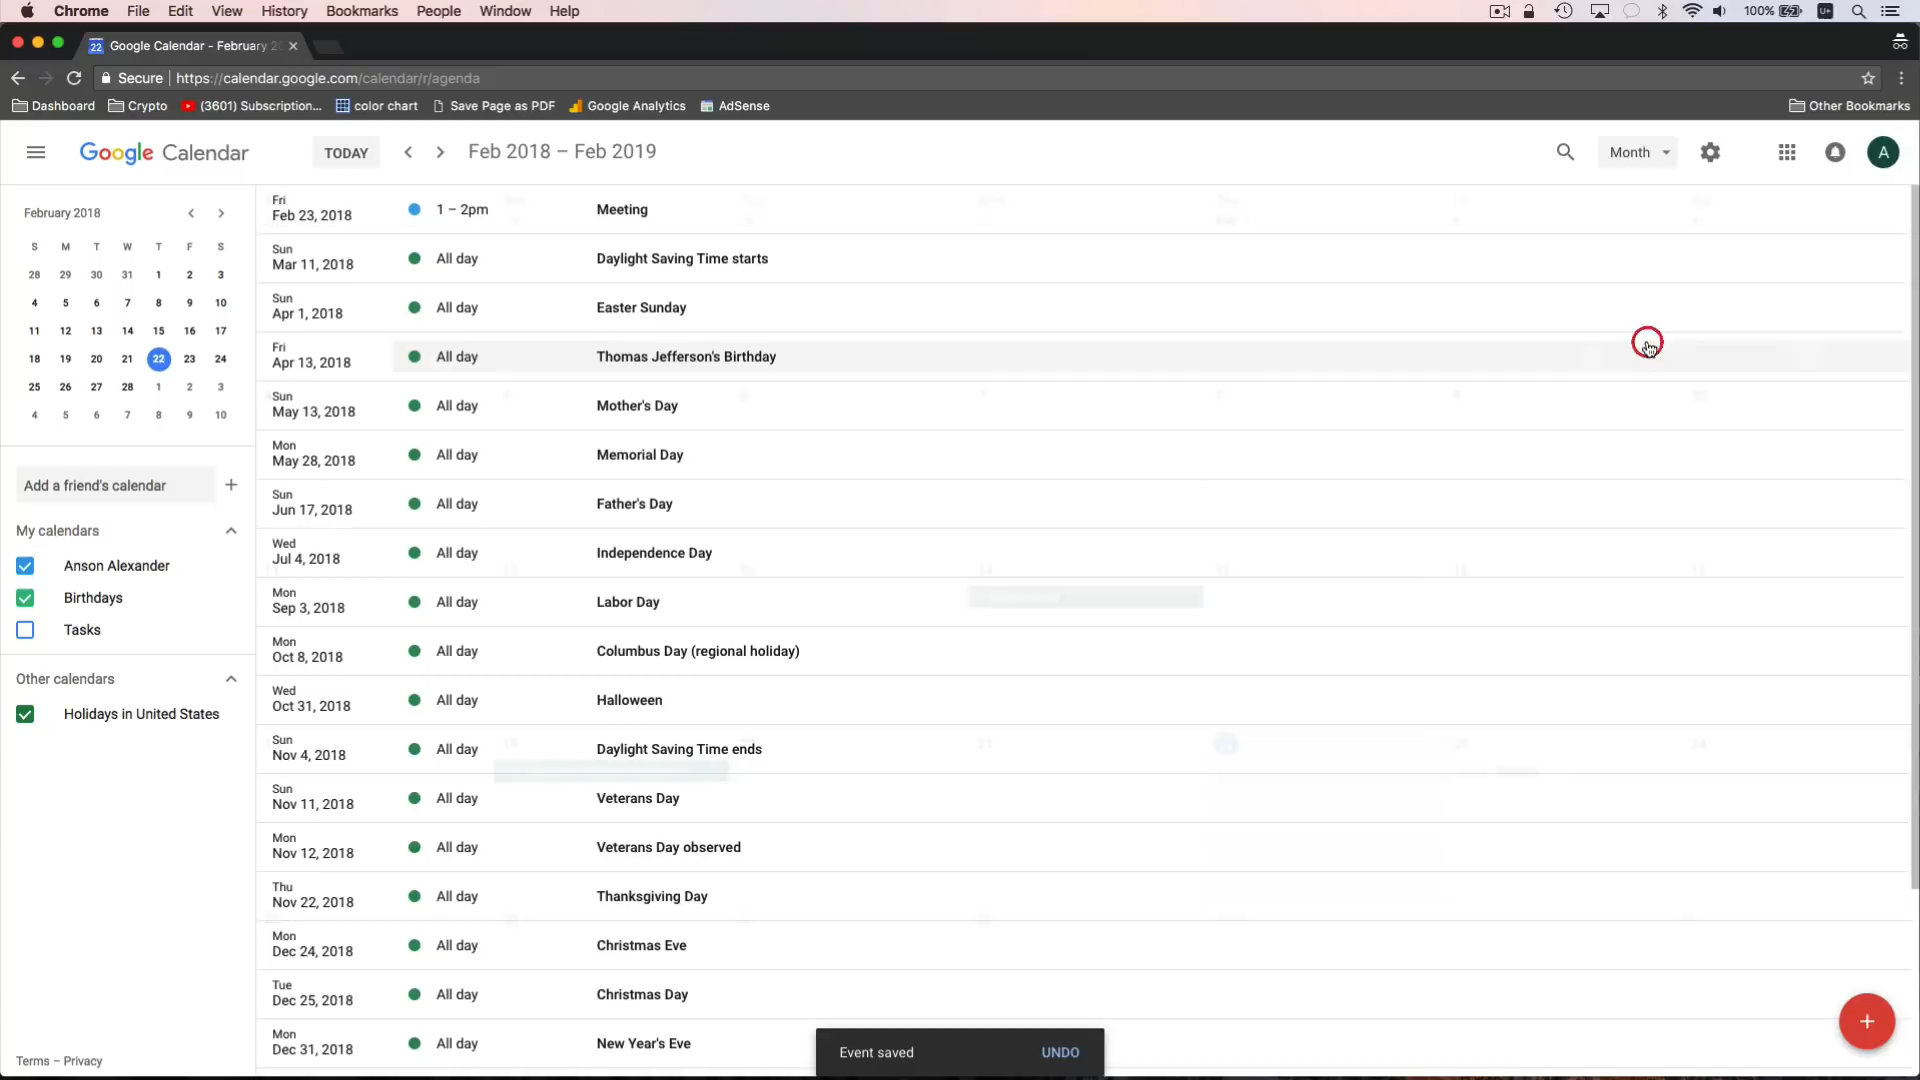 Chrome File Edit View History Bookmarks People Window Help 100%
22 Google Calendar - February 2
Secure https://calendar.google.com/calendar/r/agenda
Dashboard Crypto (3601) Subscription... color chart Save Page as PDF Google Analytics AdSense Other Bookmarks
Google Calendar TODAY Feb 2018 – Feb 2019 Month A
February 2018
S M T W T F S
28 29 30 31 1 2 3
4 5 6 7 8 9 10
11 12 13 14 15 16 17
18 19 20 21 22 23 24
25 26 27 28 1 2 3
4 5 6 7 8 9 10
Add a friend's calendar +
My calendars
Anson Alexander
Birthdays
Tasks
Other calendars
Holidays in United States
Terms – Privacy
Fri
Feb 23, 2018 1 – 2pm Meeting
Sun
Mar 11, 2018 All day Daylight Saving Time starts
Sun
Apr 1, 2018 All day Easter Sunday
Fri
Apr 13, 2018 All day Thomas Jefferson's Birthday
Sun
May 13, 2018 All day Mother's Day
Mon
May 28, 2018 All day Memorial Day
Sun
Jun 17, 2018 All day Father's Day
Wed
Jul 4, 2018 All day Independence Day
Mon
Sep 3, 2018 All day Labor Day
Mon
Oct 8, 2018 All day Columbus Day (regional holiday)
Wed
Oct 31, 2018 All day Halloween
Sun
Nov 4, 2018 All day Daylight Saving Time ends
Sun
Nov 11, 2018 All day Veterans Day
Mon
Nov 12, 2018 All day Veterans Day observed
Thu
Nov 22, 2018 All day Thanksgiving Day
Mon
Dec 24, 2018 All day Christmas Eve
Tue
Dec 25, 2018 All day Christmas Day
Mon
Dec 31, 2018 All day New Year's Eve
Event saved UNDO
+